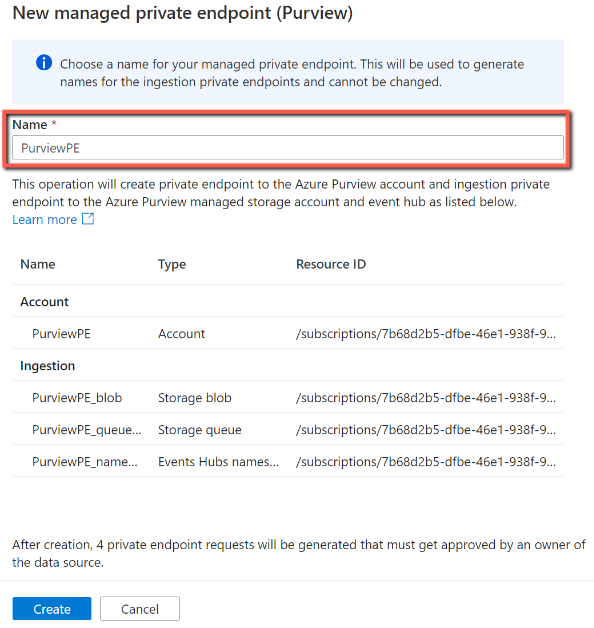 New managed private endpoint (Purview)
Choose a name for your managed private endpoint. This will be used to generate
names for the ingestion private endpoints and cannot be changed.
Name *
PurviewPE
This operation will create private endpoint to the Azure Purview account and ingestion private
endpoint to the Azure Purview managed storage account and event hub as listed below.
Learn more
Name Type Resource ID
Account
PurviewPE Account /subscriptions/7b68d2b5-dfbe-46e1-938f-9...
Ingestion
PurviewPE_blob Storage blob /subscriptions/7b68d2b5-dfbe-46e1-938f-9...
PurviewPE_queue... Storage queue /subscriptions/7b68d2b5-dfbe-46e1-938f-9...
PurviewPE_name... Events Hubs names... /subscriptions/7b68d2b5-dfbe-46e1-938f-9...
After creation, 4 private endpoint requests will be generated that must get approved by an owner of
the data source.
Create Cancel